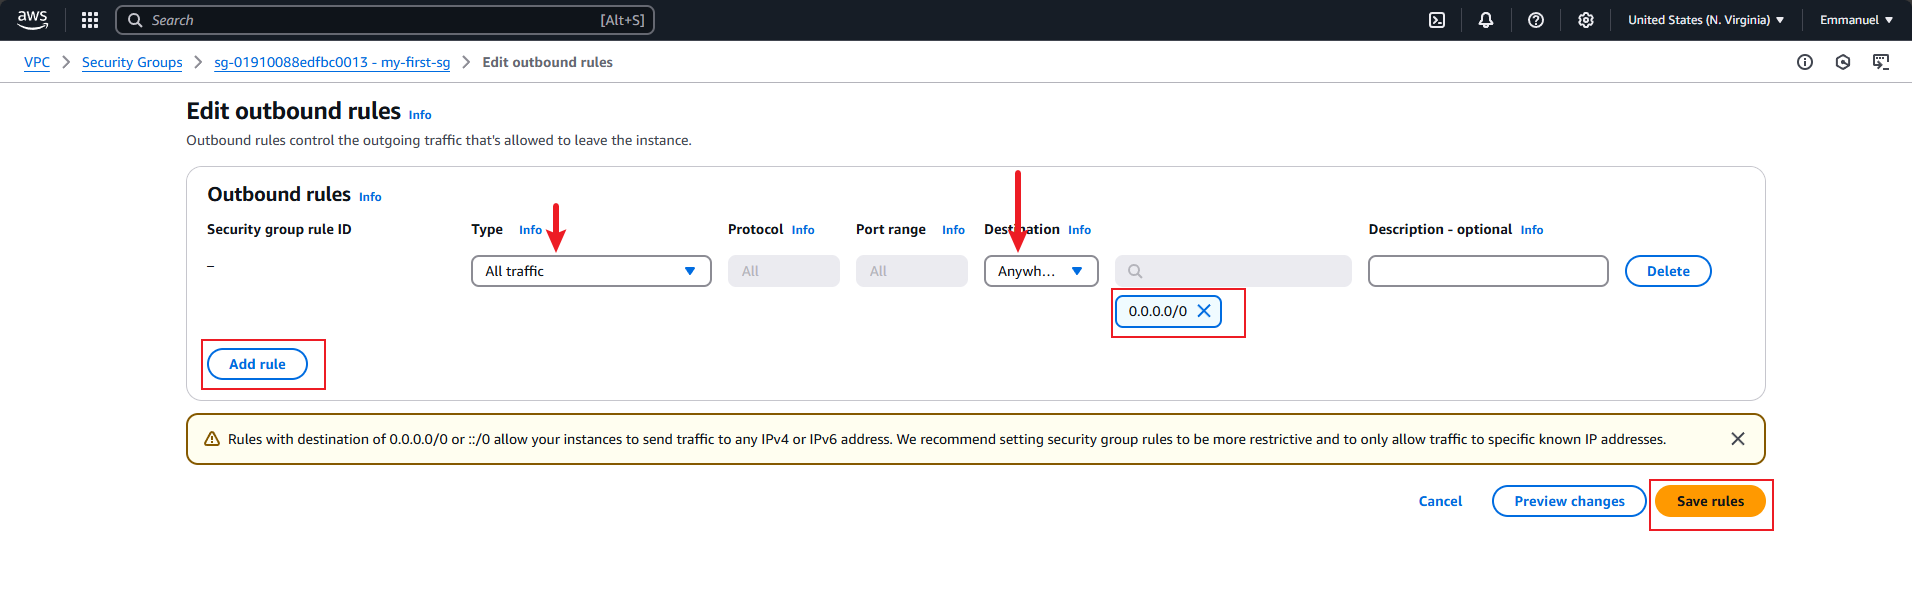 aws Search [Alt+S] United States (N. Virginia) Emmanuel
VPC Security Groups sg-01910088edfbc0013 - my-first-sg Edit outbound rules
Edit outbound rules Info
Outbound rules control the outgoing traffic that's allowed to leave the instance.
Outbound rules Info
Security group rule ID Type Info Protocol Info Port range Info Destination Info Description - optional Info
– All traffic All All Anywh... Delete
0.0.0.0/0
Add rule
Rules with destination of 0.0.0.0/0 or ::/0 allow your instances to send traffic to any IPv4 or IPv6 address. We recommend setting security group rules to be more restrictive and to only allow traffic to specific known IP addresses.
Cancel Preview changes Save rules